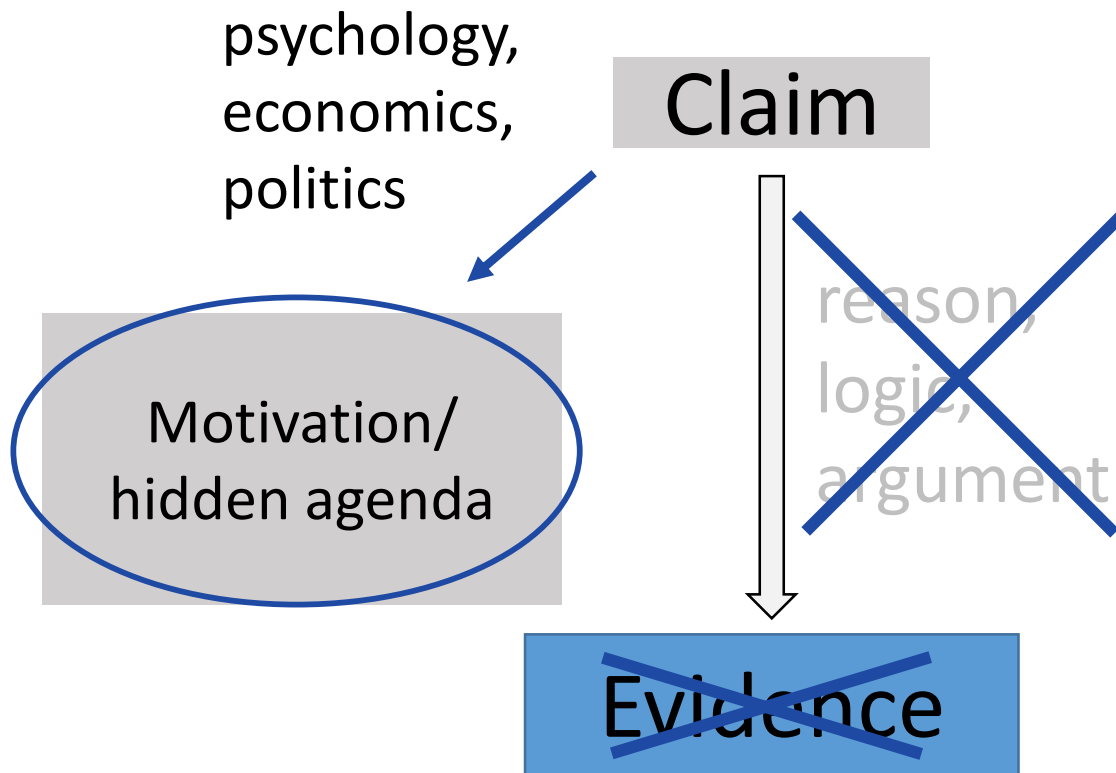 psychology,
economics,
politics
Claim
reason,
logic,
argument
Motivation/
hidden agenda
Evidence